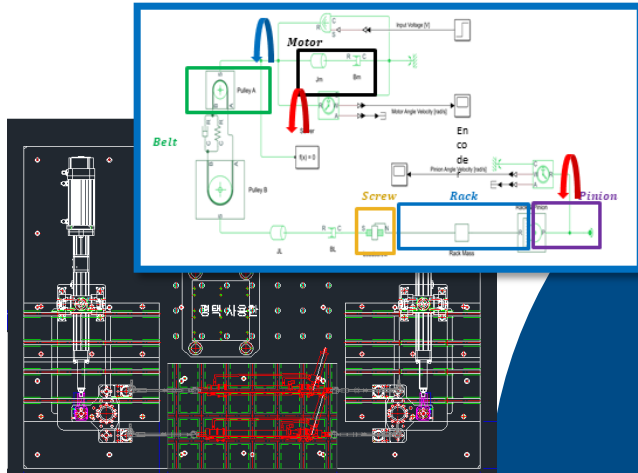 Input Voltage [V]
Motor
Jm
Bm
Pulley A
Motor Angle Velocity [rad/s]
Belt
En
co
de
f(x) = 0
Pinion Angle Velocity [rad/s]
Pulley B
Screw
Rack
Pinion
JL
BL
Rack Mass
평택 사용한